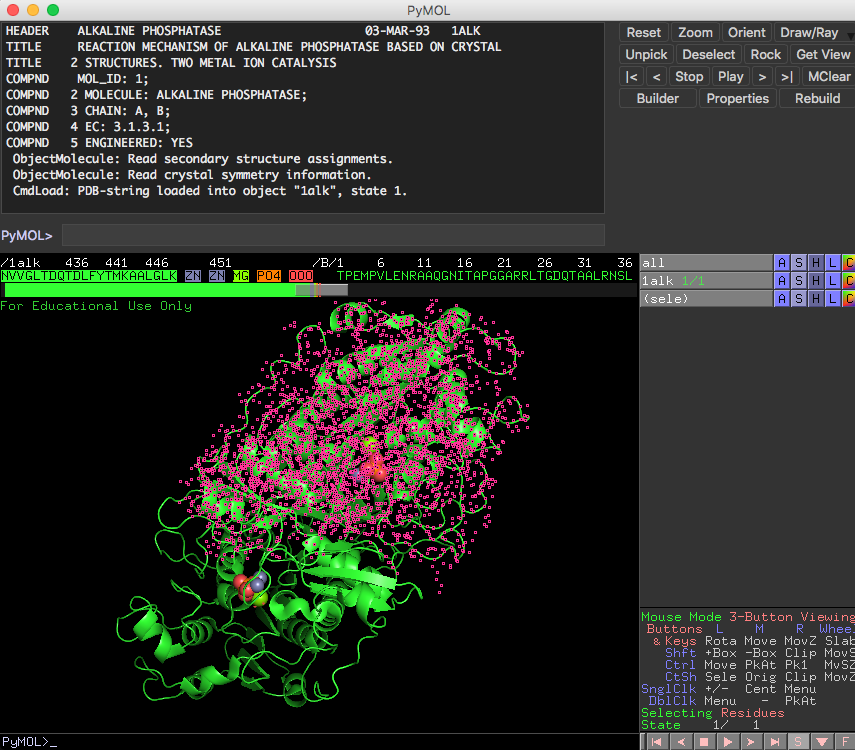 PyMOL
HEADER    ALKALINE PHOSPHATASE                    03-MAR-93   1ALK
TITLE     REACTION MECHANISM OF ALKALINE PHOSPHATASE BASED ON CRYSTAL
TITLE    2 STRUCTURES. TWO METAL ION CATALYSIS
COMPND    MOL_ID: 1;
COMPND   2 MOLECULE: ALKALINE PHOSPHATASE;
COMPND   3 CHAIN: A, B;
COMPND   4 EC: 3.1.3.1;
COMPND   5 ENGINEERED: YES
ObjectMolecule: Read secondary structure assignments.
ObjectMolecule: Read crystal symmetry information.
CmdLoad: PDB-string loaded into object "1alk", state 1.
Reset Zoom Orient Draw/Ray
Unpick Deselect Rock Get View
|< < Stop Play > >| MClear
Builder Properties Rebuild
PyMOL>
/1alk 436 441 446 451 /B/1 6 11 16 21 26 31 36
NVVGLTDQTDLFYTMKAALGLK ZN ZN MG PO4 OOO TPEMPVLENRAAQGNITAPGGARRLTGDQTAALRNSL
For Educational Use Only
all A S H L C
1alk 1/1 A S H L C
(sele) A S H L C
Mouse Mode 3-Button Viewing
Buttons L M R Wheel
& Keys Rota Move MovZ Slab
Shft +Box -Box Clip MovS
Ctrl Move PkAt Pk1 MvSZ
CtSh Sele Orig Clip MovZ
SnglClk +/- Cent Menu
DblClk Menu - PkAt
Selecting Residues
State 1/ 1
PyMOL>_
S F